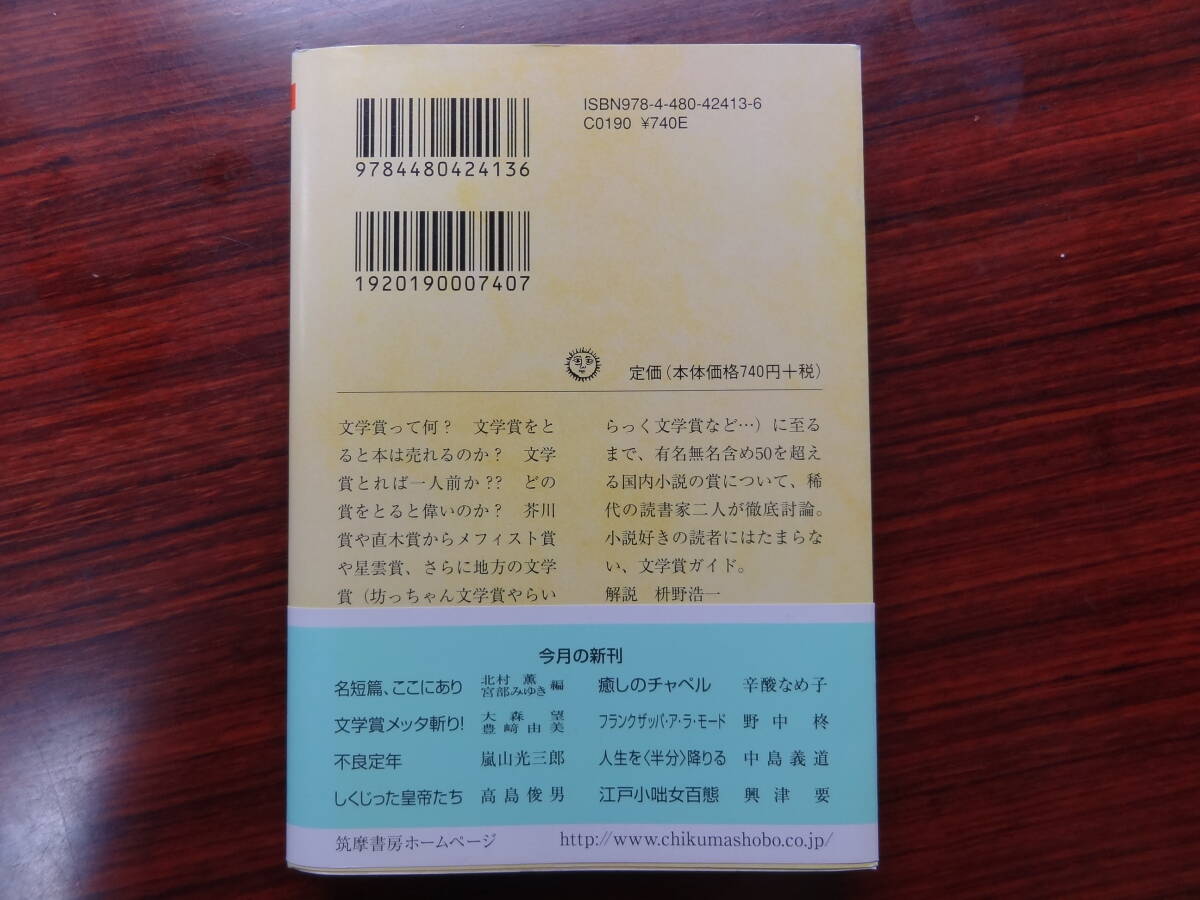 ISBN978-4-480-42413-6
C0190 ¥740E
9784480424136
1920190007407
定価(本体価格740円+税)
文学賞って何? 文学賞をと
ると本は売れるのか? 文学
賞とれば一人前か?? どの
賞をとると偉いのか? 芥川
賞や直木賞からメフィスト賞
や星雲賞、さらに地方の文学
賞(坊っちゃん文学賞やらい
らっく文学賞など…)に至る
まで、有名無名含め50を超え
る国内小説の賞について、稀
代の読書家二人が徹底討論。
小説好きの読者にはたまらな
い、文学賞ガイド。
解説 枡野浩一
今月の新刊
名短篇、ここにあり 北村薫 宮部みゆき 編
文学賞メッタ斬り! 大森望 豊﨑由美
不良定年 嵐山光三郎
しくじった皇帝たち 高島俊男
癒しのチャペル 辛酸なめ子
フランクザッパ・ア・ラ・モード 野中柊
人生を〈半分〉降りる 中島義道
江戸小咄女百態 興津要
筑摩書房ホームページ http://www.chikumashobo.co.jp/